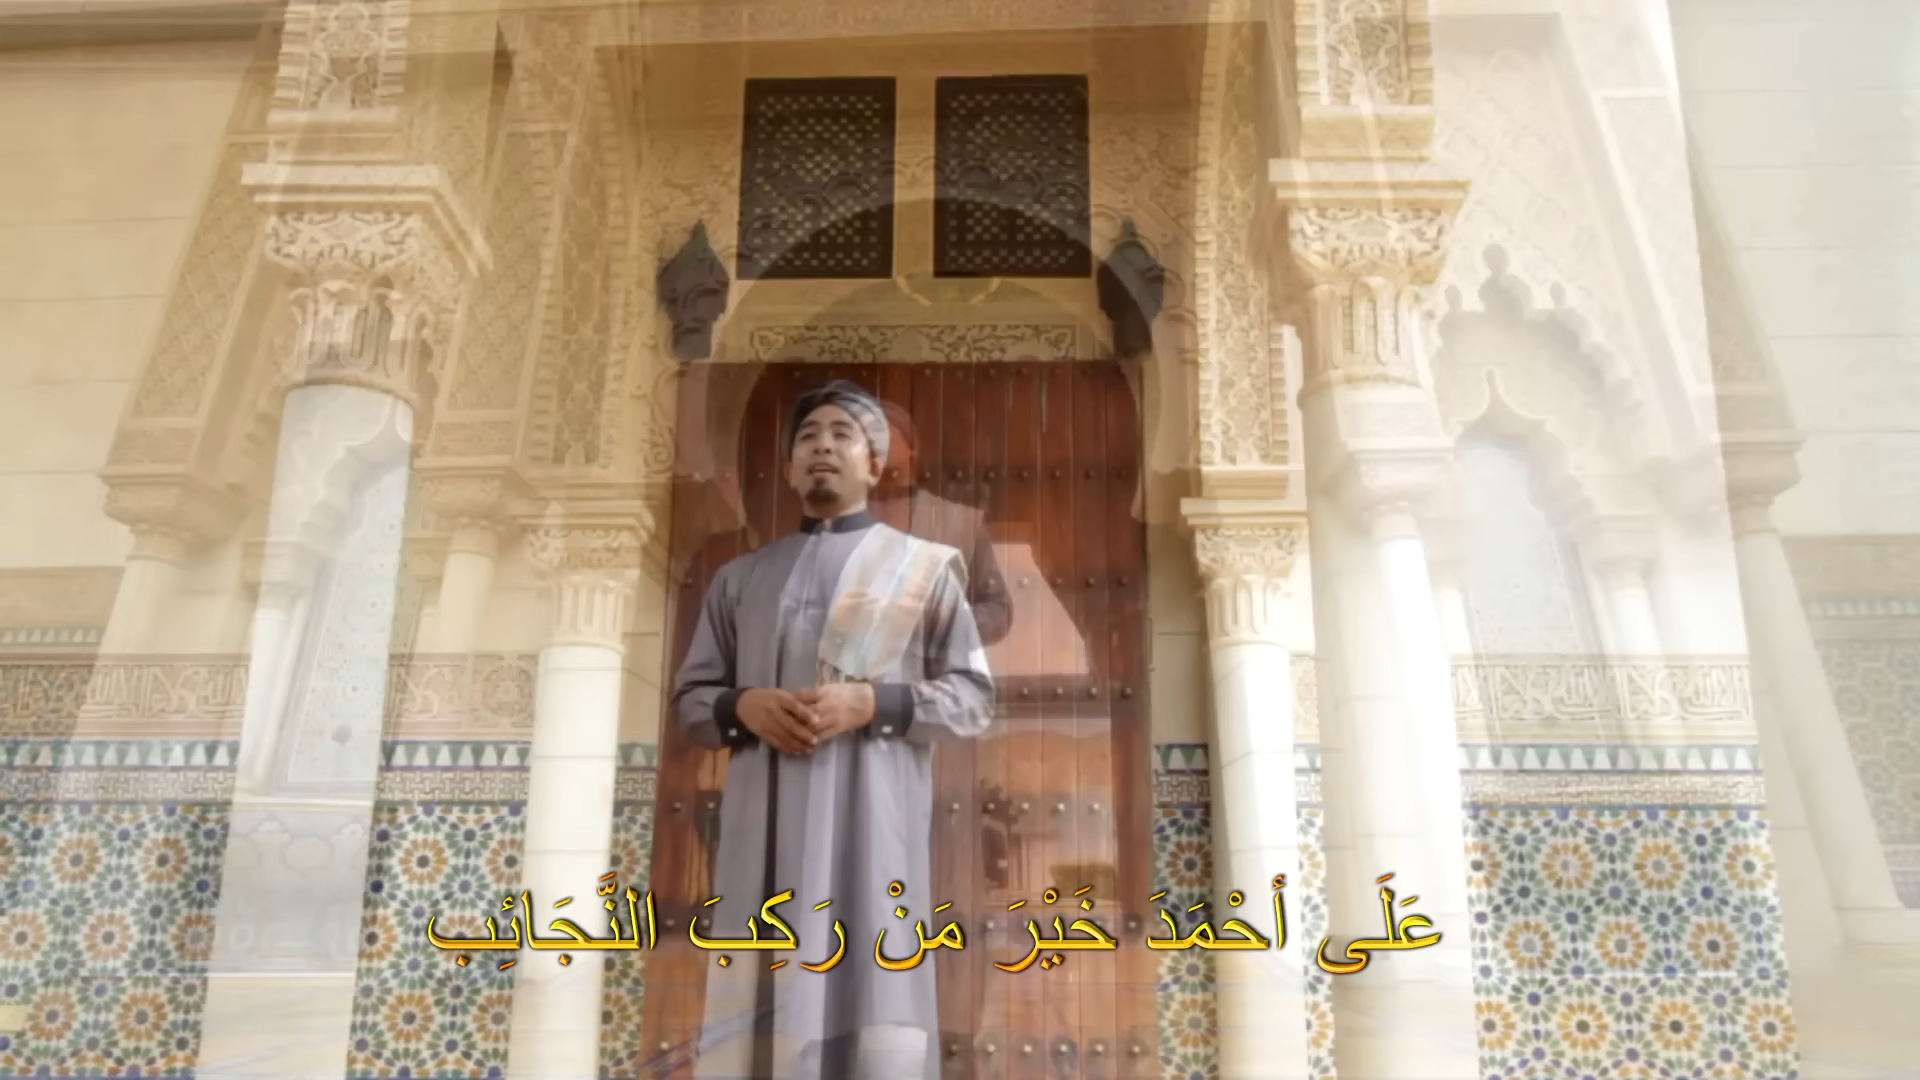 عَلَى أحْمَدَ خَيْرَ مَنْ رَكِبَ النَّجَائِب